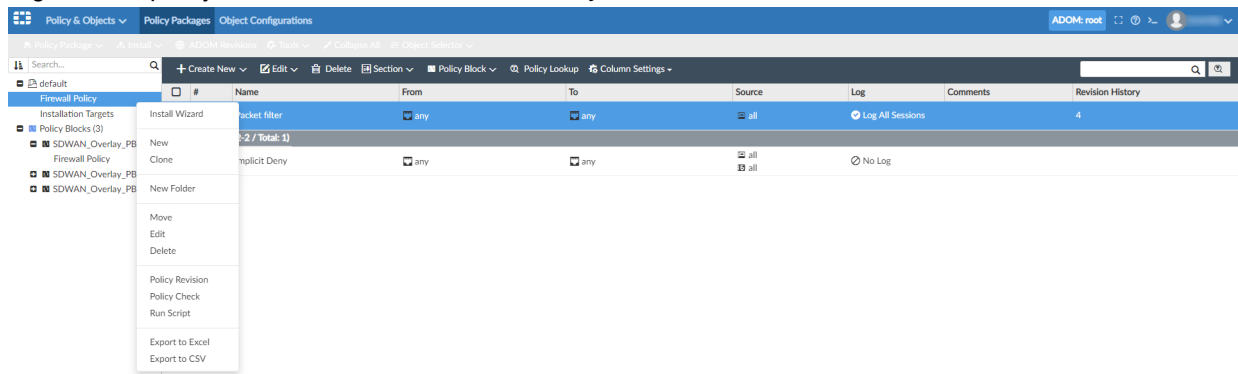 Policy & Objects Policy Packages Object Configurations ADOM: root
Policy Package Install ADOM Revisions Tools Collapse All Object Selector
Search... Create New Edit Delete Section Policy Block Policy Lookup Column Settings
default # Name From To Source Log Comments Revision History
Firewall Policy
Installation Targets Install Wizard acket filter any any all Log All Sessions 4
Policy Blocks (3) 2-2 / Total: 1)
SDWAN_Overlay_PB New
Firewall Policy Clone mplicit Deny any any all No Log
all
SDWAN_Overlay_PB
SDWAN_Overlay_PB New Folder
Move
Edit
Delete
Policy Revision
Policy Check
Run Script
Export to Excel
Export to CSV